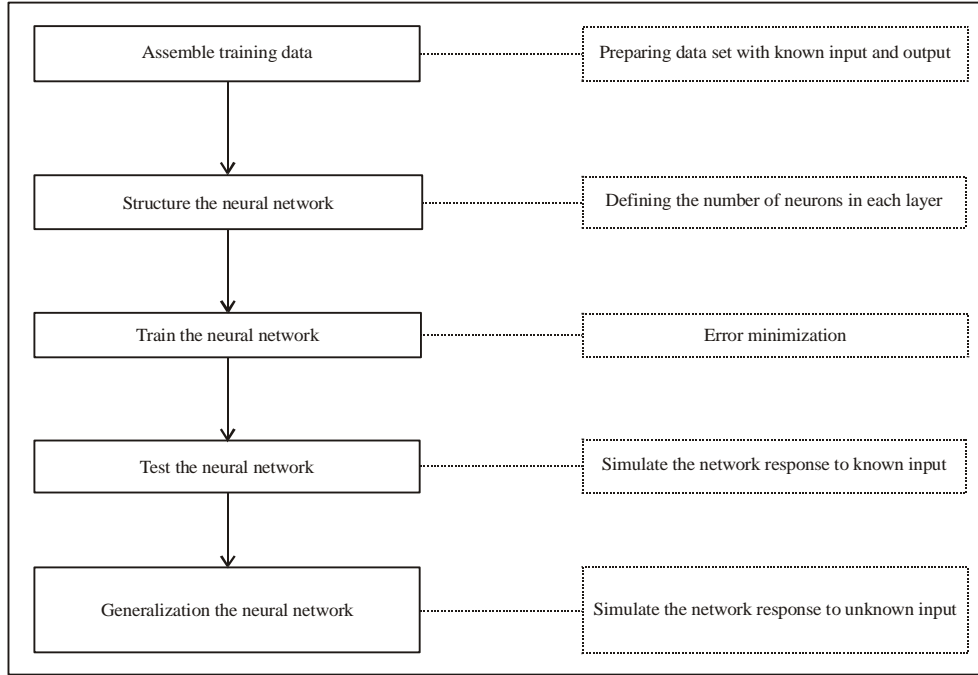 Assemble training data
Preparing data set with known input and output
Structure the neural network
Defining the number of neurons in each layer
Train the neural network
Error minimization
Test the neural network
Simulate the network response to known input
Generalization the neural network
Simulate the network response to unknown input